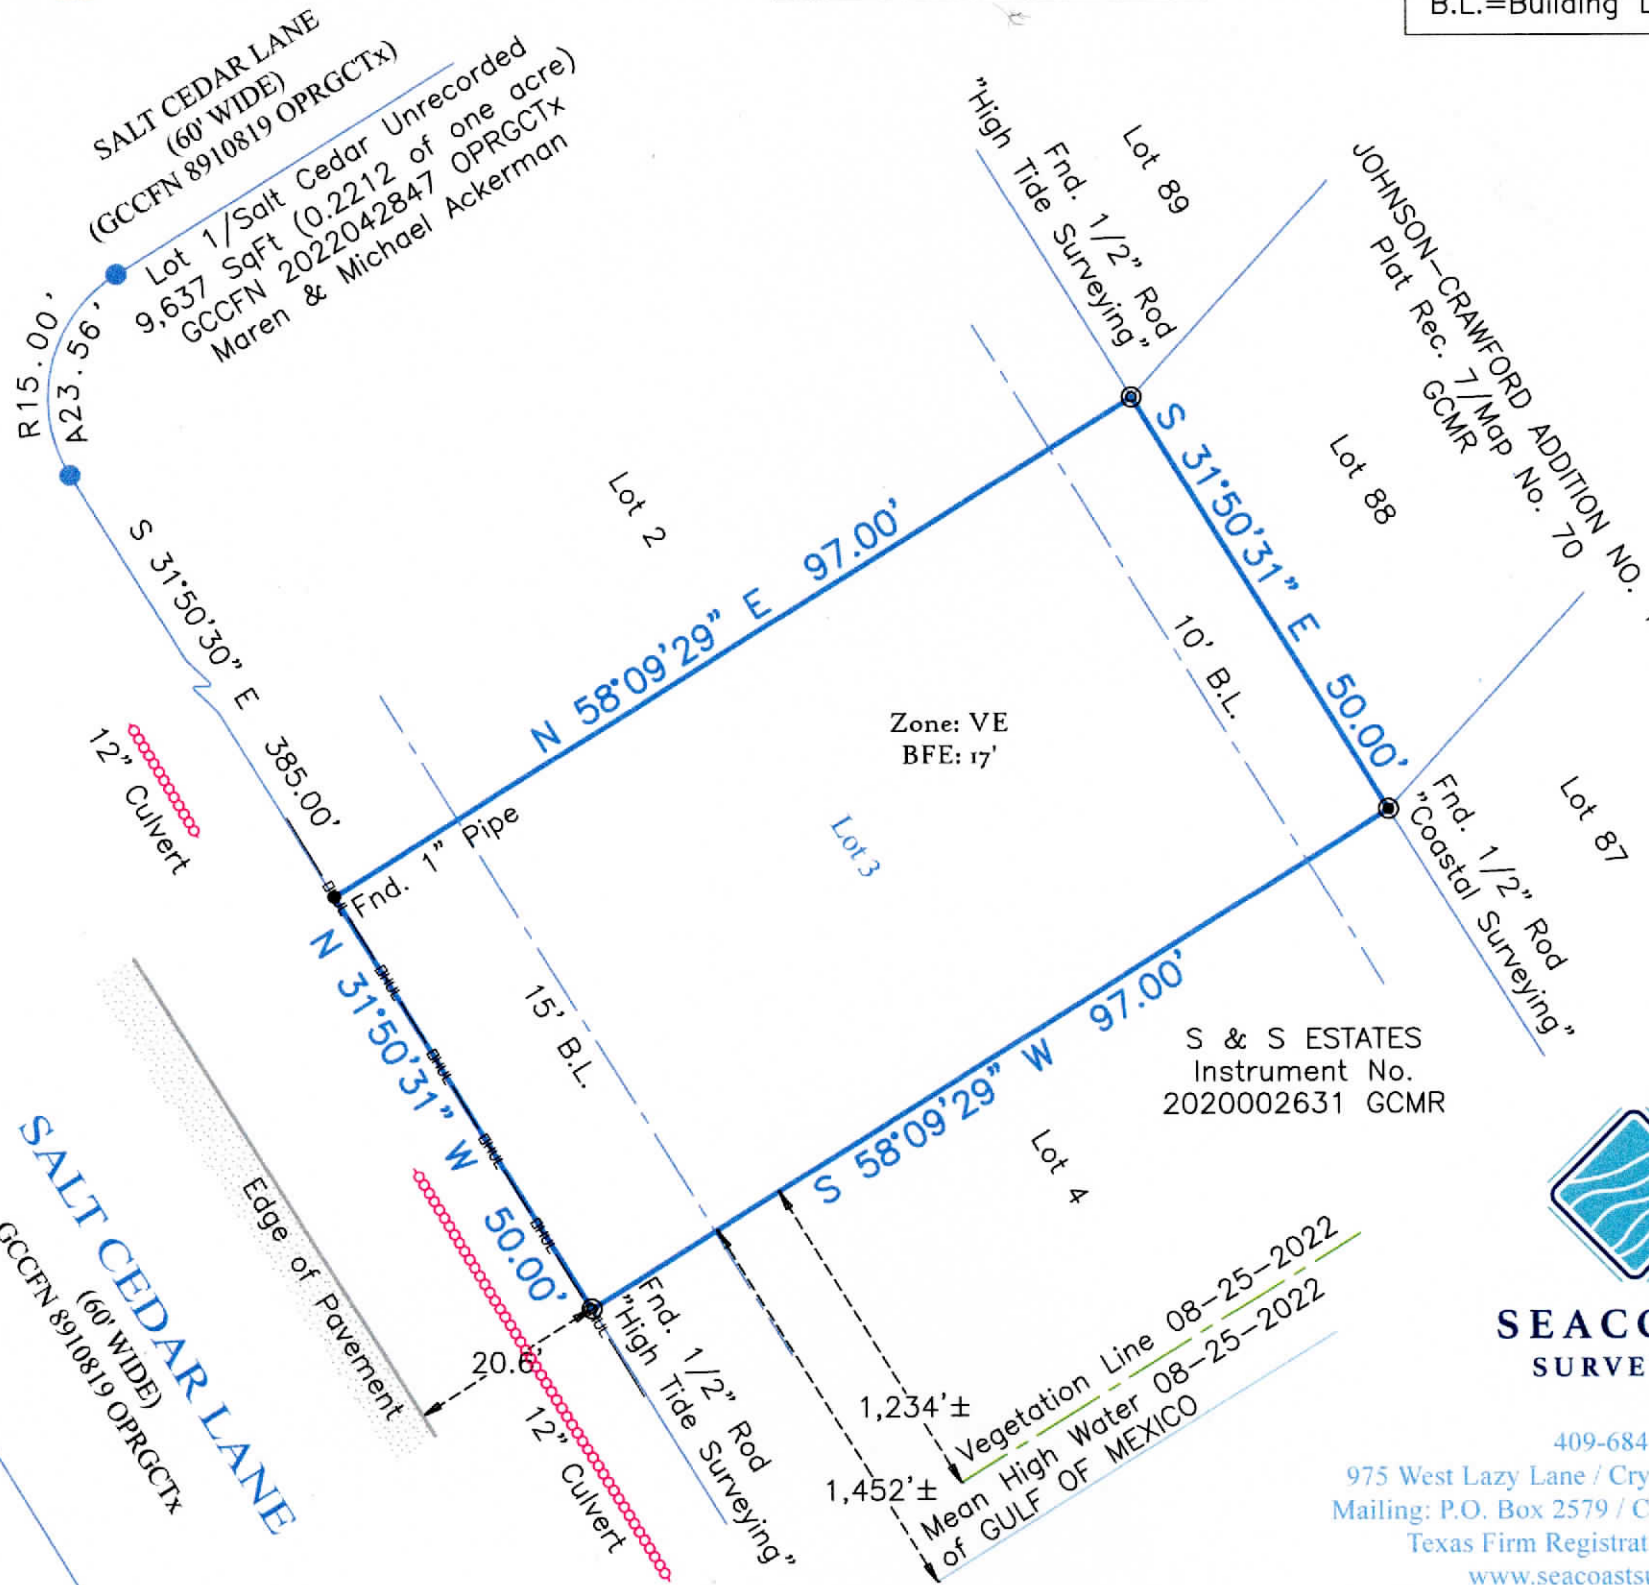 B.L.=Building
SALT CEDAR LANE
(60' WIDE)
(GCCFN 8910819 OPRGCTx)
Lot 1/Salt Cedar Unrecorded
9,637 SqFt (0.2212 of one acre)
GCCFN 2022042847 OPRGCTx
Maren & Michael Ackerman
R15.00'
A23.56'
"High Tide Surveying"
Fnd. 1/2" Rod
Lot 89
JOHNSON-CRAWFORD ADDITION NO.
Plat Rec. 7/Map No. 70
GCMR
Lot 88
Lot 2
S 31°50'30" E 385.00'
N 58°09'29" E 97.00'
S 31°50'31" E 50.00'
10' B.L.
Zone: VE
BFE: 17'
Lot 3
12" Culvert
Fnd. 1" Pipe
Lot 87
Fnd. 1/2" Rod
"Coastal Surveying"
N 31°50'31" W 50.00'
OHUL
OHUL
OHUL
OHUL
OHUL
OHUL
15' B.L.
S 58°09'29" W 97.00'
S & S ESTATES
Instrument No.
2020002631 GCMR
Lot 4
Edge of Pavement
SALT CEDAR LANE
(60' WIDE)
GCCFN 8910819 OPRGCTx
20.6'
12" Culvert
Fnd. 1/2" Rod
"High Tide Surveying"
1,234'±
Vegetation Line 08-25-2022
1,452'±
Mean High Water 08-25-2022
of GULF OF MEXICO
409-684
975 West Lazy Lane / Cry
Mailing: P.O. Box 2579 / C
Texas Firm Registrat